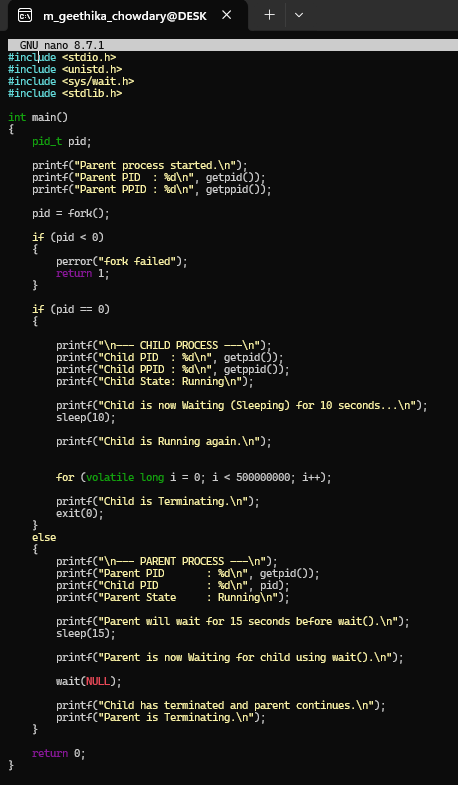 m_geethika_chowdary@DESK
GNU nano 8.7.1
#include <stdio.h>
#include <unistd.h>
#include <sys/wait.h>
#include <stdlib.h>

int main()
{
    pid_t pid;

    printf("Parent process started.\n");
    printf("Parent PID  : %d\n", getpid());
    printf("Parent PPID : %d\n", getppid());

    pid = fork();

    if (pid < 0)
    {
        perror("fork failed");
        return 1;
    }

    if (pid == 0)
    {

        printf("\n--- CHILD PROCESS ---\n");
        printf("Child PID  : %d\n", getpid());
        printf("Child PPID : %d\n", getppid());
        printf("Child State: Running\n");

        printf("Child is now Waiting (Sleeping) for 10 seconds...\n");
        sleep(10);

        printf("Child is Running again.\n");


        for (volatile long i = 0; i < 500000000; i++);

        printf("Child is Terminating.\n");
        exit(0);
    }
    else
    {
        printf("\n--- PARENT PROCESS ---\n");
        printf("Parent PID       : %d\n", getpid());
        printf("Child PID        : %d\n", pid);
        printf("Parent State     : Running\n");

        printf("Parent will wait for 15 seconds before wait().\n");
        sleep(15);

        printf("Parent is now Waiting for child using wait().\n");

        wait(NULL);

        printf("Child has terminated and parent continues.\n");
        printf("Parent is Terminating.\n");
    }

    return 0;
}